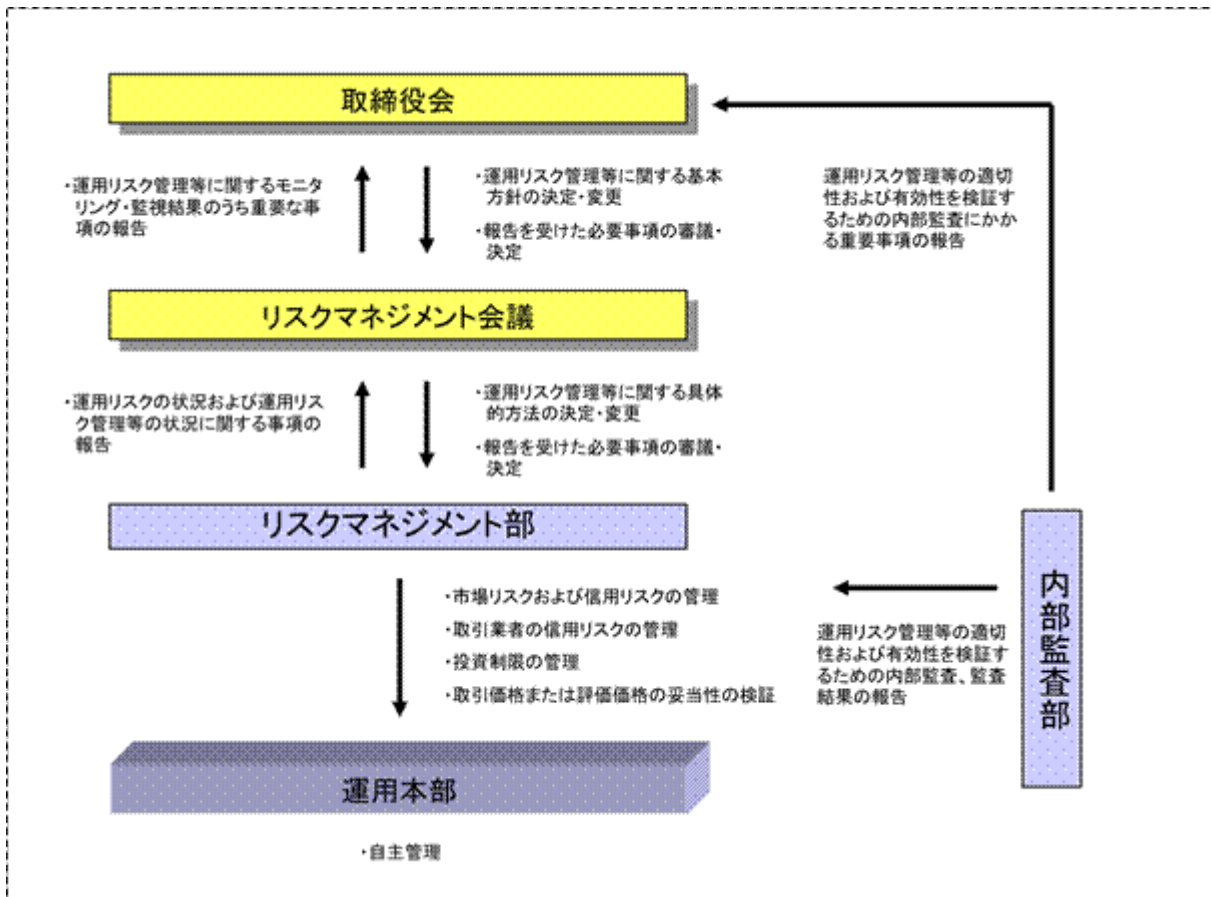 取締役会
・運用リスク管理等に関するモニ
タリング・監視結果のうち重要な事
項の報告
・運用リスク管理等に関する基本
方針の決定・変更
・報告を受けた必要事項の審議・
決定
運用リスク管理等の適切
性および有効性を検証す
るための内部監査にかか
る重要事項の報告
リスクマネジメント会議
・運用リスクの状況および運用リス
ク管理等の状況に関する事項の
報告
・運用リスク管理等に関する具体
的方法の決定・変更
・報告を受けた必要事項の審議・
決定
リスクマネジメント部
・市場リスクおよび信用リスクの管理
・取引業者の信用リスクの管理
・投資制限の管理
・取引価格または評価価格の妥当性の検証
運用リスク管理等の適切
性および有効性を検証す
るための内部監査、監査
結果の報告
内部監査部
運用本部
・自主管理